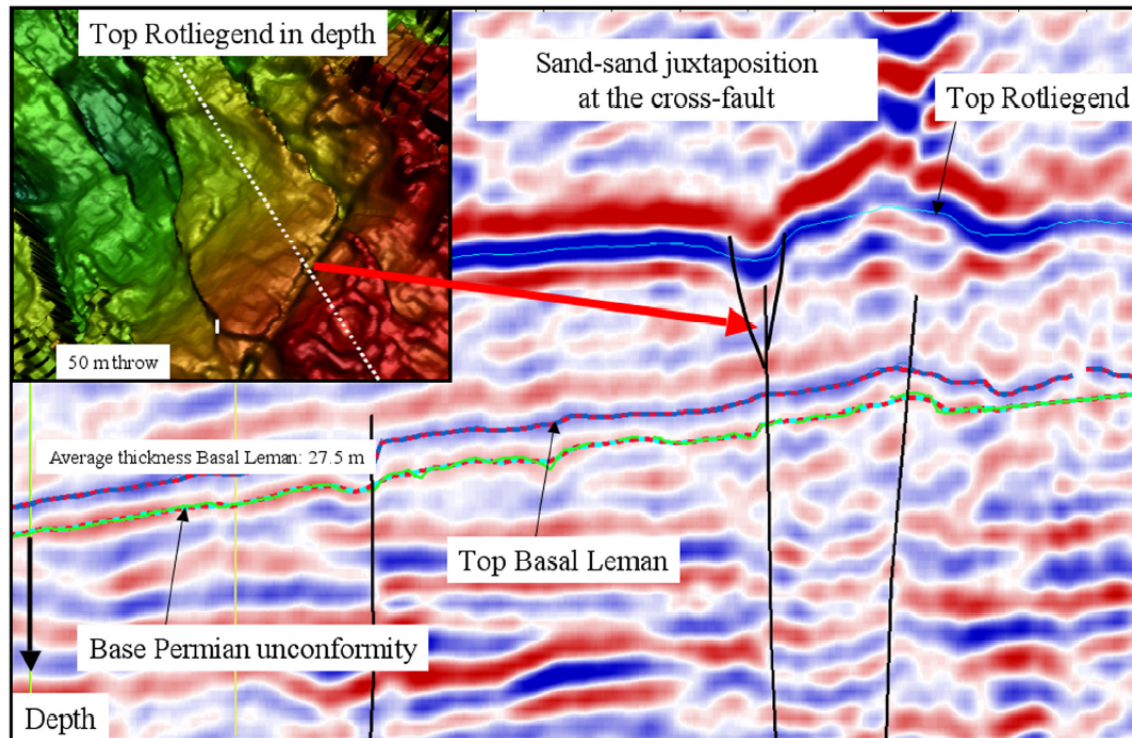 Top Rotliegend in depth
Sand-sand juxtaposition
at the cross-fault
Top Rotliegend
50 m throw
Average thickness Basal Leman: 27.5 m
Top Basal Leman
Base Permian unconformity
Depth